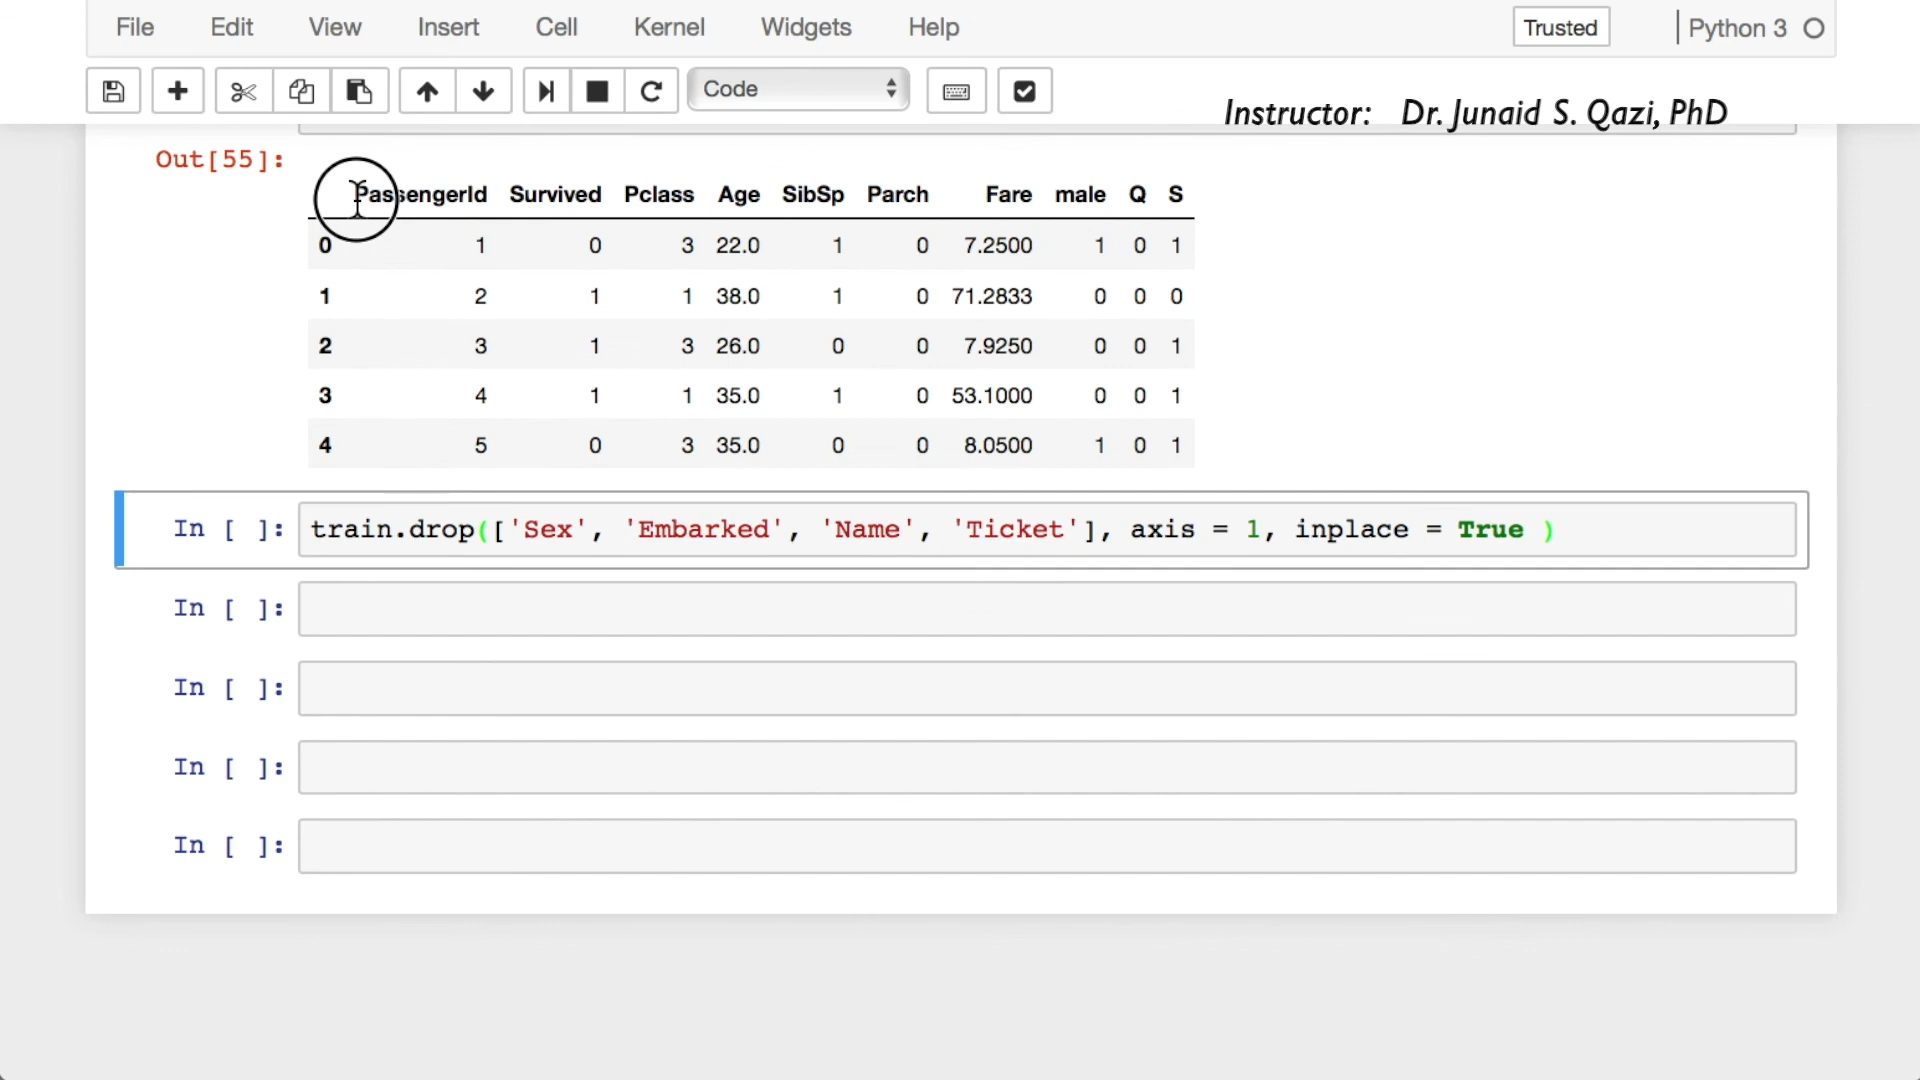 File Edit View Insert Cell Kernel Widgets Help Trusted Python 3
Code
Instructor: Dr. Junaid S. Qazi, PhD
Out[55]:
PassengerId Survived Pclass Age SibSp Parch Fare male Q S
0 1 0 3 22.0 1 0 7.2500 1 0 1
1 2 1 1 38.0 1 0 71.2833 0 0 0
2 3 1 3 26.0 0 0 7.9250 0 0 1
3 4 1 1 35.0 1 0 53.1000 0 0 1
4 5 0 3 35.0 0 0 8.0500 1 0 1
In [ ]: train.drop(['Sex', 'Embarked', 'Name', 'Ticket'], axis = 1, inplace = True )
In [ ]:
In [ ]:
In [ ]:
In [ ]: